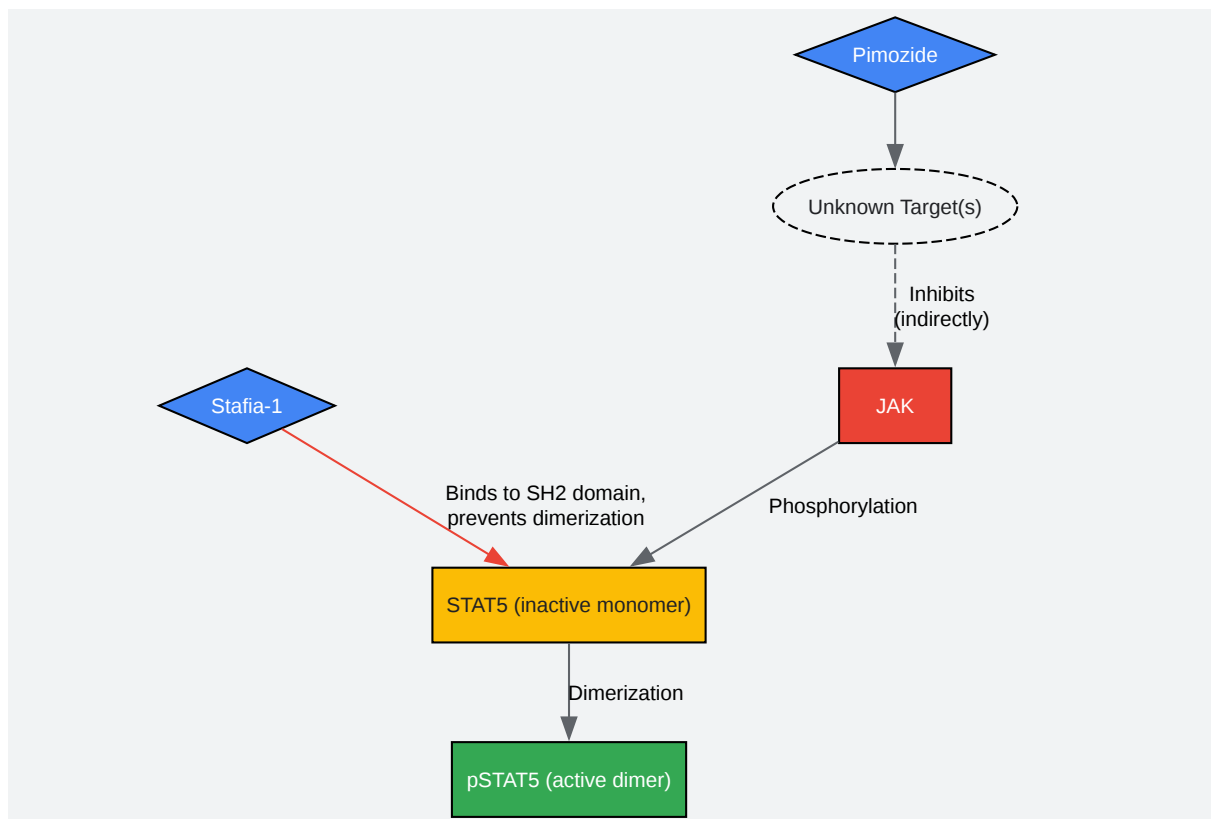 Pimozide
Unknown Target(s)
Inhibits
(indirectly)
Stafia-1
JAK
Binds to SH2 domain,
prevents dimerization
Phosphorylation
STAT5 (inactive monomer)
Dimerization
pSTAT5 (active dimer)